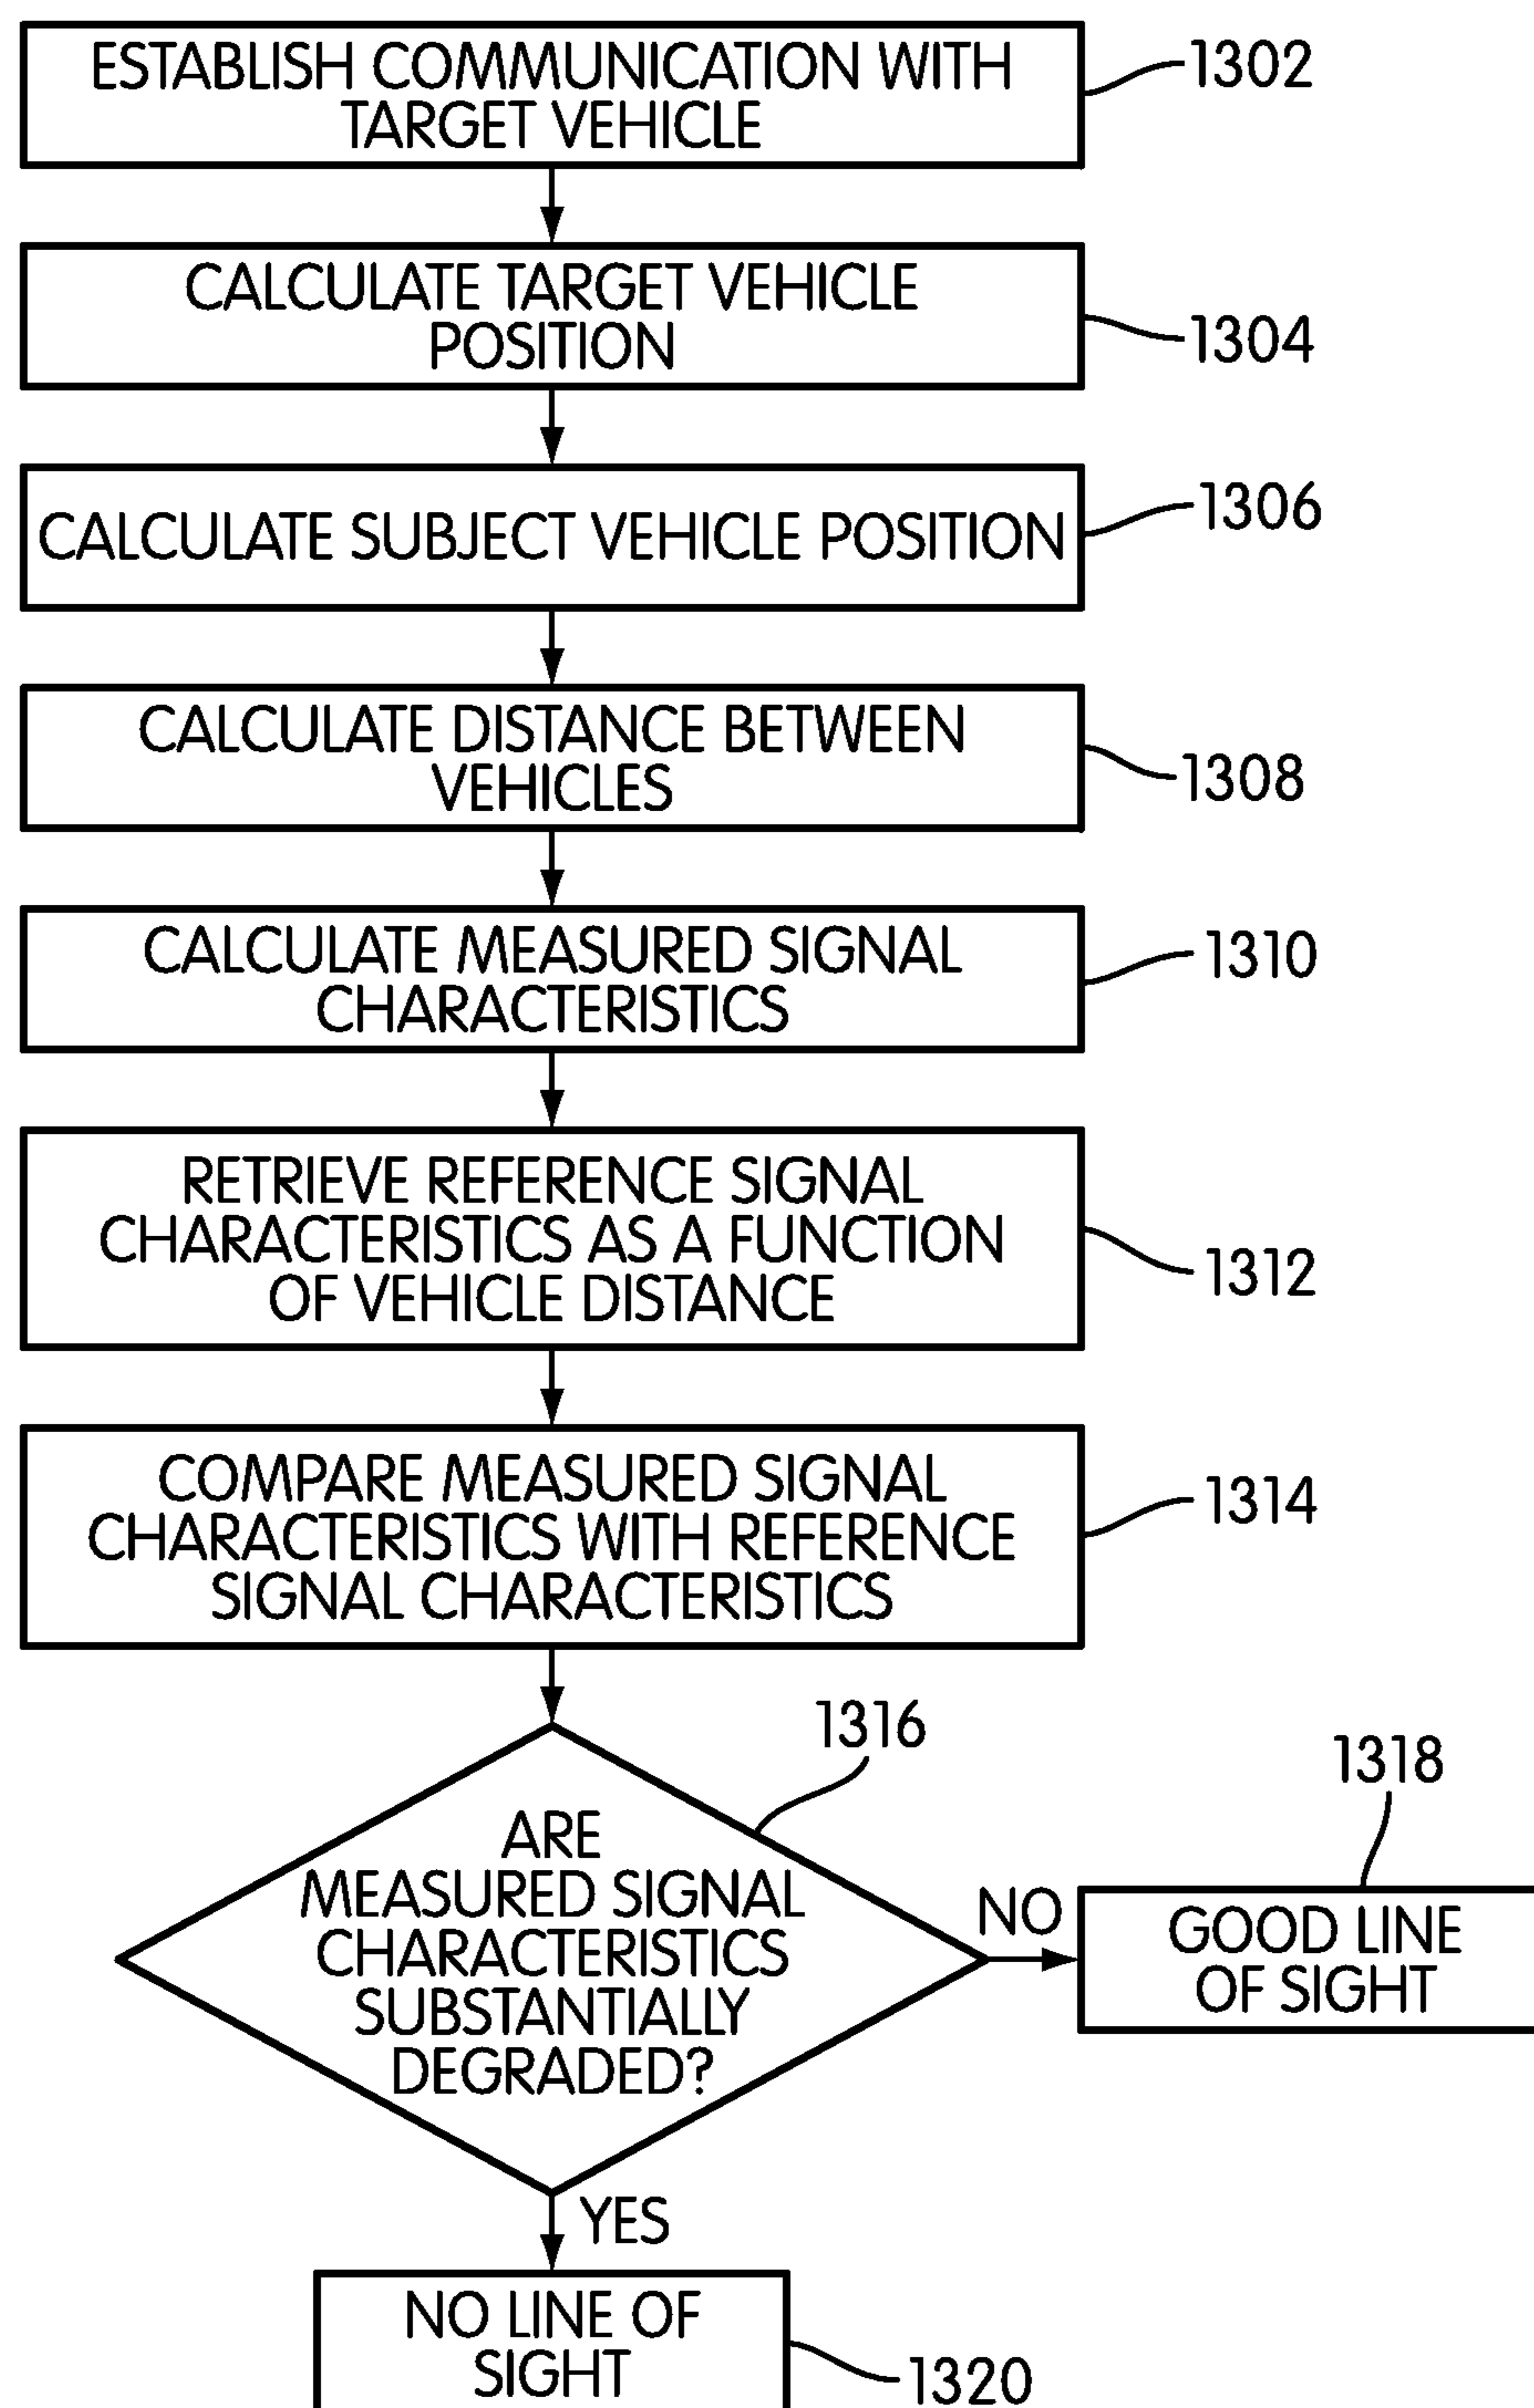 ESTABLISH COMMUNICATION WITH
TARGET VEHICLE
1302
CALCULATE TARGET VEHICLE
POSITION
1304
CALCULATE SUBJECT VEHICLE POSITION
1306
CALCULATE DISTANCE BETWEEN
VEHICLES
1308
CALCULATE MEASURED SIGNAL
CHARACTERISTICS
1310
RETRIEVE REFERENCE SIGNAL
CHARACTERISTICS AS A FUNCTION
OF VEHICLE DISTANCE
1312
COMPARE MEASURED SIGNAL
CHARACTERISTICS WITH REFERENCE
SIGNAL CHARACTERISTICS
1314
1316
ARE
MEASURED SIGNAL
CHARACTERISTICS
SUBSTANTIALLY
DEGRADED?
NO
1318
GOOD LINE
OF SIGHT
YES
NO LINE OF
SIGHT
1320